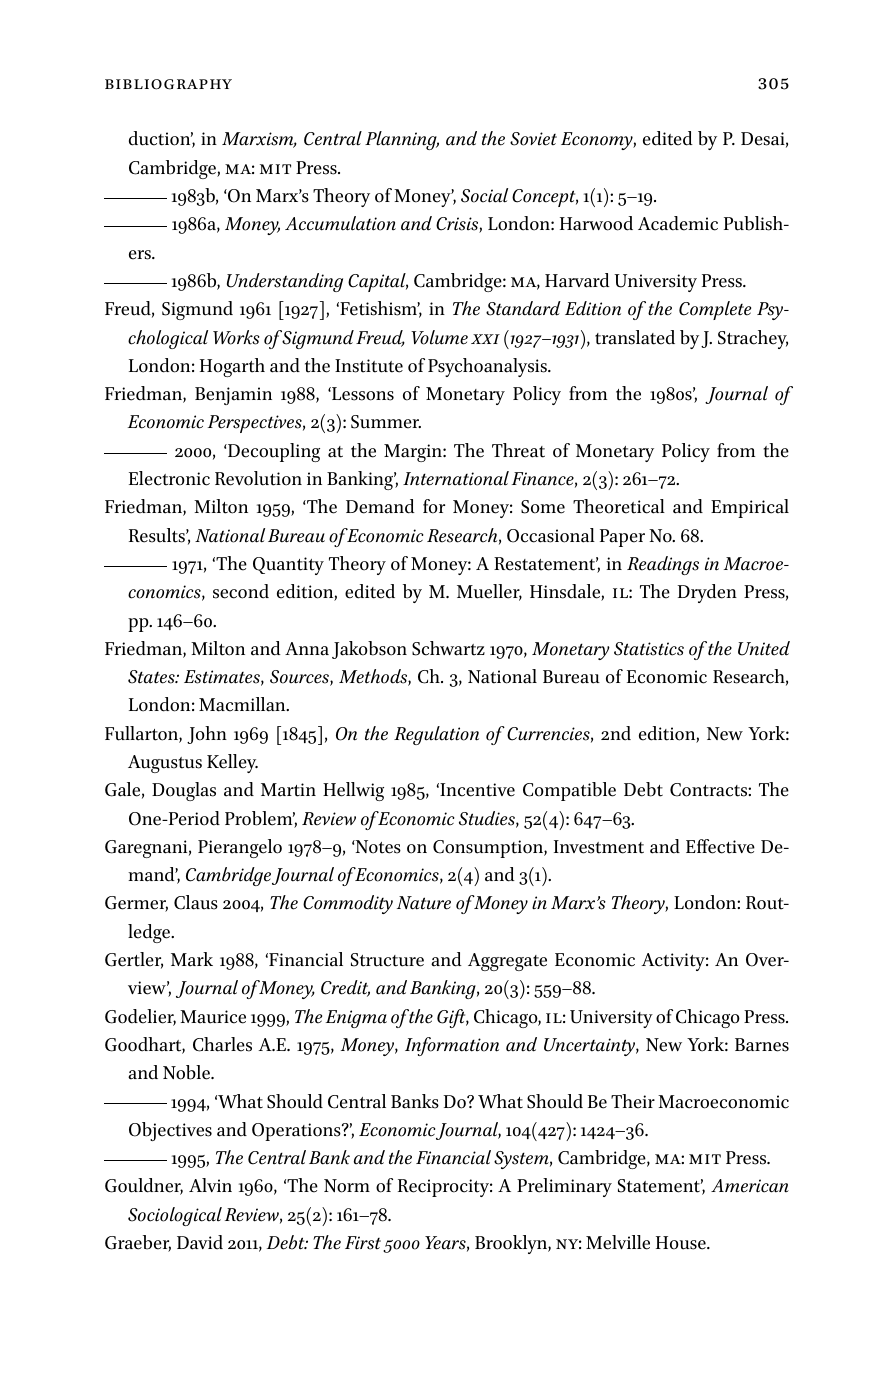 BIBLIOGRAPHY 305
duction’, in Marxism, Central Planning, and the Soviet Economy, edited by P. Desai,
Cambridge, MA: MIT Press.
——— 1983b, ‘On Marx’s Theory of Money’, Social Concept, 1(1): 5–19.
——— 1986a, Money, Accumulation and Crisis, London: Harwood Academic Publish-
ers.
——— 1986b, Understanding Capital, Cambridge: MA, Harvard University Press.
Freud, Sigmund 1961 [1927], ‘Fetishism’, in The Standard Edition of the Complete Psy-
chological Works of Sigmund Freud, Volume XXI (1927–1931), translated by J. Strachey,
London: Hogarth and the Institute of Psychoanalysis.
Friedman, Benjamin 1988, ‘Lessons of Monetary Policy from the 1980s’, Journal of
Economic Perspectives, 2(3): Summer.
——— 2000, ‘Decoupling at the Margin: The Threat of Monetary Policy from the
Electronic Revolution in Banking’, International Finance, 2(3): 261–72.
Friedman, Milton 1959, ‘The Demand for Money: Some Theoretical and Empirical
Results’, National Bureau of Economic Research, Occasional Paper No. 68.
——— 1971, ‘The Quantity Theory of Money: A Restatement’, in Readings in Macroe-
conomics, second edition, edited by M. Mueller, Hinsdale, IL: The Dryden Press,
pp. 146–60.
Friedman, Milton and Anna Jakobson Schwartz 1970, Monetary Statistics of the United
States: Estimates, Sources, Methods, Ch. 3, National Bureau of Economic Research,
London: Macmillan.
Fullarton, John 1969 [1845], On the Regulation of Currencies, 2nd edition, New York:
Augustus Kelley.
Gale, Douglas and Martin Hellwig 1985, ‘Incentive Compatible Debt Contracts: The
One-Period Problem’, Review of Economic Studies, 52(4): 647–63.
Garegnani, Pierangelo 1978–9, ‘Notes on Consumption, Investment and Effective De-
mand’, Cambridge Journal of Economics, 2(4) and 3(1).
Germer, Claus 2004, The Commodity Nature of Money in Marx’s Theory, London: Rout-
ledge.
Gertler, Mark 1988, ‘Financial Structure and Aggregate Economic Activity: An Over-
view’, Journal of Money, Credit, and Banking, 20(3): 559–88.
Godelier, Maurice 1999, The Enigma of the Gift, Chicago, IL: University of Chicago Press.
Goodhart, Charles A.E. 1975, Money, Information and Uncertainty, New York: Barnes
and Noble.
——— 1994, ‘What Should Central Banks Do? What Should Be Their Macroeconomic
Objectives and Operations?’, Economic Journal, 104(427): 1424–36.
——— 1995, The Central Bank and the Financial System, Cambridge, MA: MIT Press.
Gouldner, Alvin 1960, ‘The Norm of Reciprocity: A Preliminary Statement’, American
Sociological Review, 25(2): 161–78.
Graeber, David 2011, Debt: The First 5000 Years, Brooklyn, NY: Melville House.